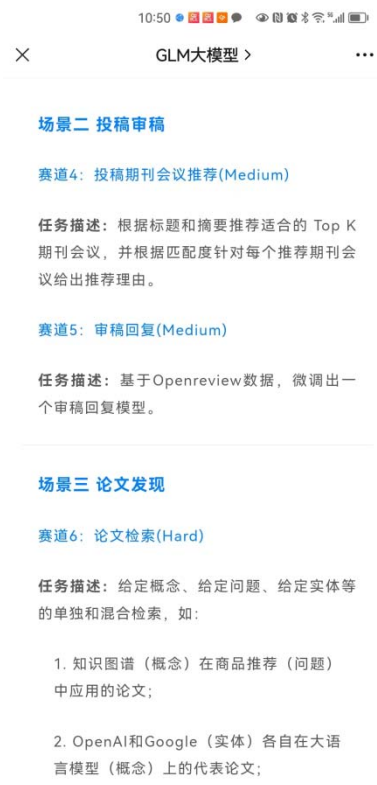 10:50
GLM大模型
场景二 投稿审稿
赛道4：投稿期刊会议推荐(Medium)
任务描述：根据标题和摘要推荐适合的 Top K
期刊会议，并根据匹配度针对每个推荐期刊会
议给出推荐理由。
赛道5：审稿回复(Medium)
任务描述：基于Openreview数据，微调出一
个审稿回复模型。
场景三 论文发现
赛道6：论文检索(Hard)
任务描述：给定概念、给定问题、给定实体等
的单独和混合检索，如：
1. 知识图谱（概念）在商品推荐（问题）
中应用的论文；
2. OpenAI和Google（实体）各自在大语
言模型（概念）上的代表论文；